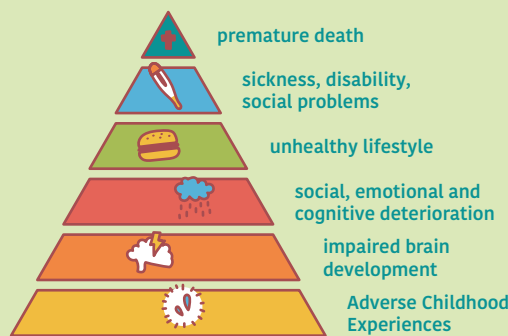 premature death
sickness, disability,
social problems
unhealthy lifestyle
social, emotional and
cognitive deterioration
impaired brain
development
Adverse Childhood
Experiences